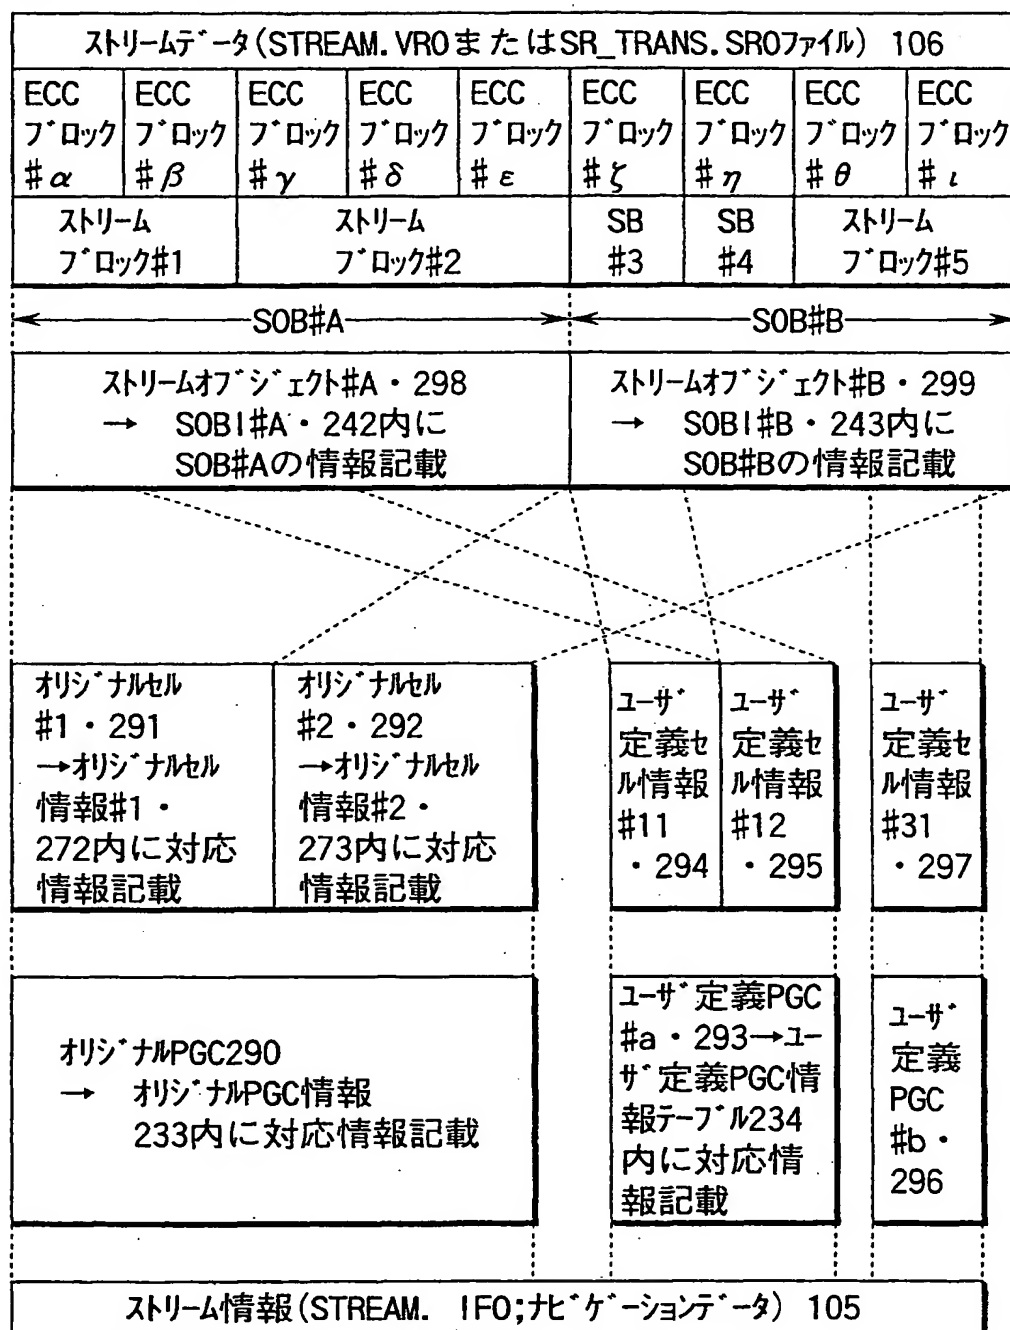 ストリームデータ(STREAM.VROまたはSR_TRANS.SROファイル) 106
ECC ブロック #α
ECC ブロック #β
ECC ブロック #γ
ECC ブロック #δ
ECC ブロック #ε
ECC ブロック #ζ
ECC ブロック #η
ECC ブロック #θ
ECC ブロック #ι
ストリーム
ブロック#1
ストリーム
ブロック#2
SB
#3
SB
#4
ストリーム
ブロック#5
SOB#A
SOB#B
ストリームオブジェクト#A・298
→ SOBI#A・242内に
SOB#Aの情報記載
ストリームオブジェクト#B・299
→ SOBI#B・243内に
SOB#Bの情報記載
オリジナルセル
#1・291
→オリジナルセル
情報#1・
272内に対応
情報記載
オリジナルセル
#2・292
→オリジナルセル
情報#2・
273内に対応
情報記載
ユーザ
定義セ
ル情報
#11
・294
ユーザ
定義セ
ル情報
#12
・295
ユーザ
定義セ
ル情報
#31
・297
オリジナルPGC290
→ オリジナルPGC情報
233内に対応情報記載
ユーザ定義PGC
#a・293→ユー
ザ定義PGC情
報テーブル234
内に対応情
報記載
ユーザ
定義
PGC
#b・
296
ストリーム情報(STREAM. IFO;ナビゲーションデータ) 105